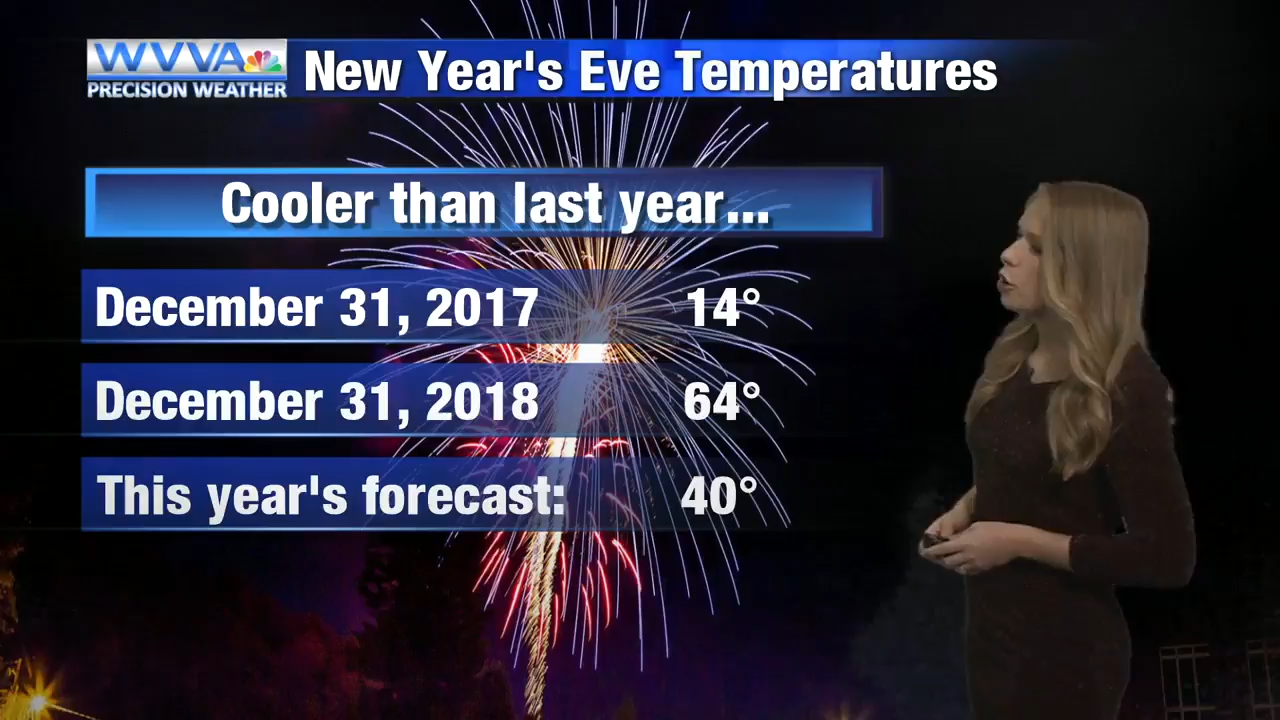 WVVA
PRECISION WEATHER
New Year's Eve Temperatures
Cooler than last year...
December 31, 2017 14°
December 31, 2018 64°
This year's forecast: 40°